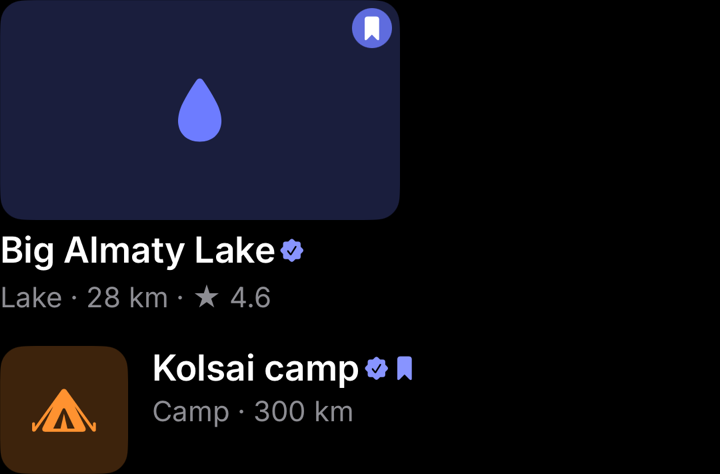 Big Almaty Lake
Lake · 28 km · ★ 4.6
Kolsai camp
Camp · 300 km